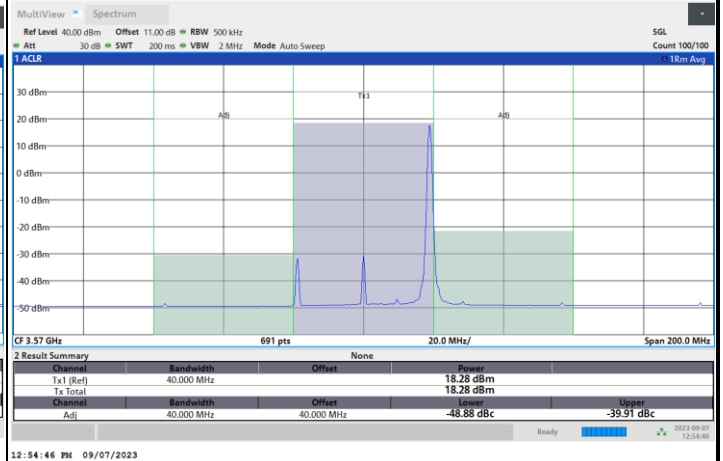 MultiView Spectrum
Ref Level 40.00 dBm Offset 11.00 dB RBW 500 kHz SGL
Att 30 dB SWT 200 ms VBW 2 MHz Mode Auto Sweep Count 100/100
1 ACLR 1Rm Avg
30 dBm
Tx1
20 dBm Adj Adj
10 dBm
0 dBm
-10 dBm
-20 dBm
-30 dBm
-40 dBm
-50 dBm
CF 3.57 GHz 691 pts 20.0 MHz/ Span 200.0 MHz
2 Result Summary None
Channel Bandwidth Offset Power
Tx1 (Ref) 40.000 MHz 18.28 dBm
Tx Total 18.28 dBm
Channel Bandwidth Offset Lower Upper
Adj 40.000 MHz 40.000 MHz -48.88 dBc -39.91 dBc
Ready 2023-09-07
12:54:46
12:54:46 PM 09/07/2023